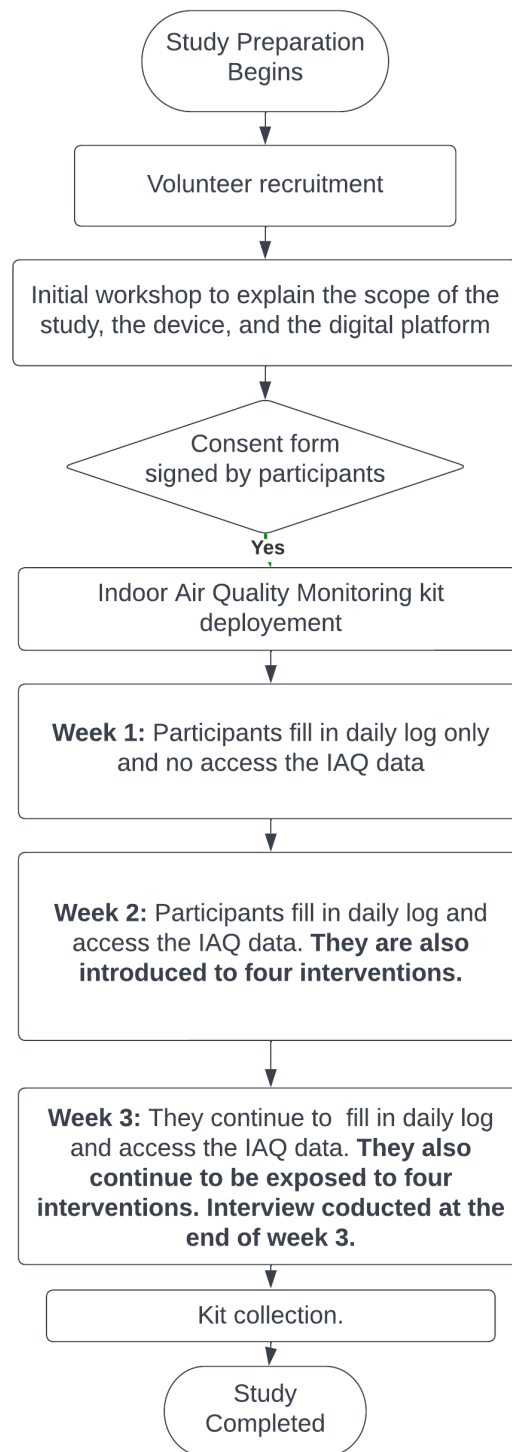 Study Preparation
Begins
Volunteer recruitment
Initial workshop to explain the scope of the
study, the device, and the digital platform
Consent form
signed by participants
Yes
Indoor Air Quality Monitoring kit
deployement
Week 1: Participants fill in daily log only
and no access the IAQ data
Week 2: Participants fill in daily log and
access the IAQ data. They are also
introduced to four interventions.
Week 3: They continue to  fill in daily log
and access the IAQ data. They also
continue to be exposed to four
interventions. Interview coducted at the
end of week 3.
Kit collection.
Study
Completed